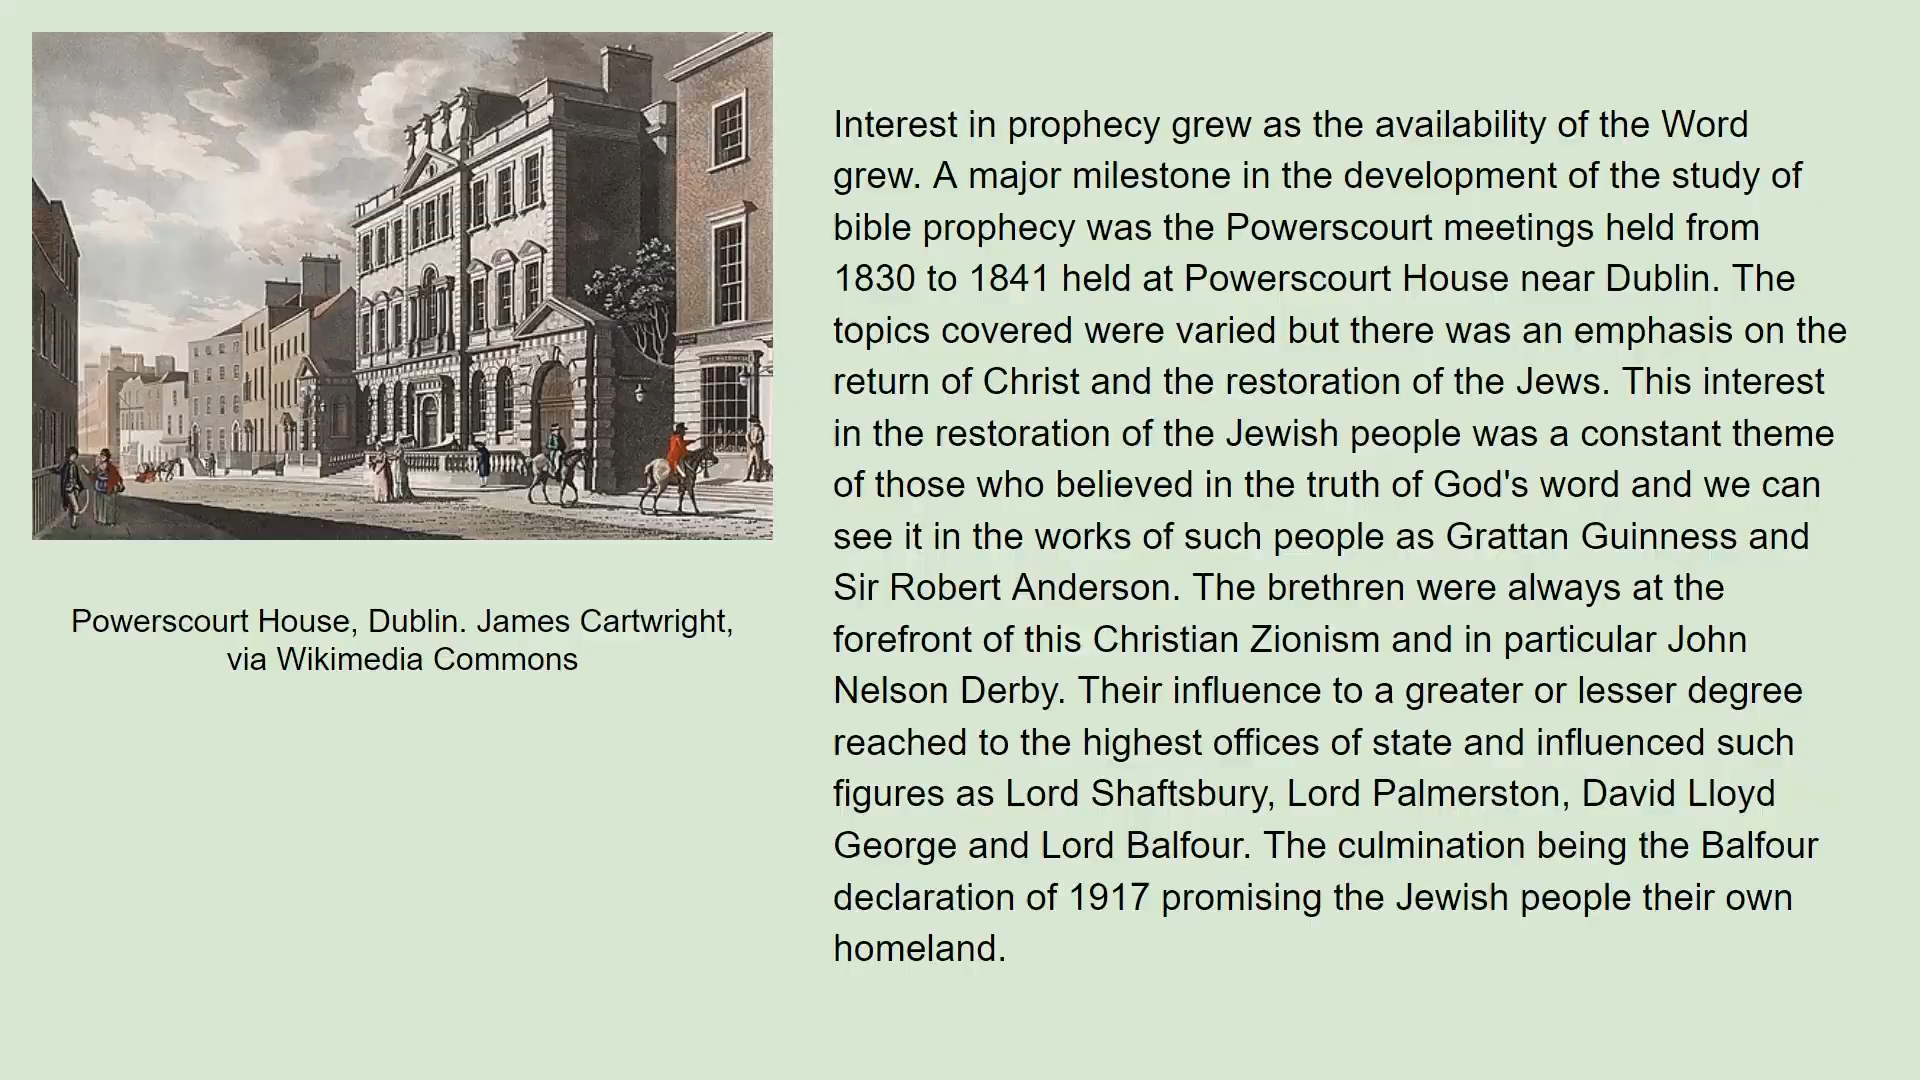 Interest in prophecy grew as the availability of the Word
grew. A major milestone in the development of the study of
bible prophecy was the Powerscourt meetings held from
1830 to 1841 held at Powerscourt House near Dublin. The
topics covered were varied but there was an emphasis on the
return of Christ and the restoration of the Jews. This interest
in the restoration of the Jewish people was a constant theme
of those who believed in the truth of God's word and we can
see it in the works of such people as Grattan Guinness and
Sir Robert Anderson. The brethren were always at the
forefront of this Christian Zionism and in particular John
Nelson Derby. Their influence to a greater or lesser degree
reached to the highest offices of state and influenced such
figures as Lord Shaftsbury, Lord Palmerston, David Lloyd
George and Lord Balfour. The culmination being the Balfour
declaration of 1917 promising the Jewish people their own
homeland.
Powerscourt House, Dublin. James Cartwright,
via Wikimedia Commons